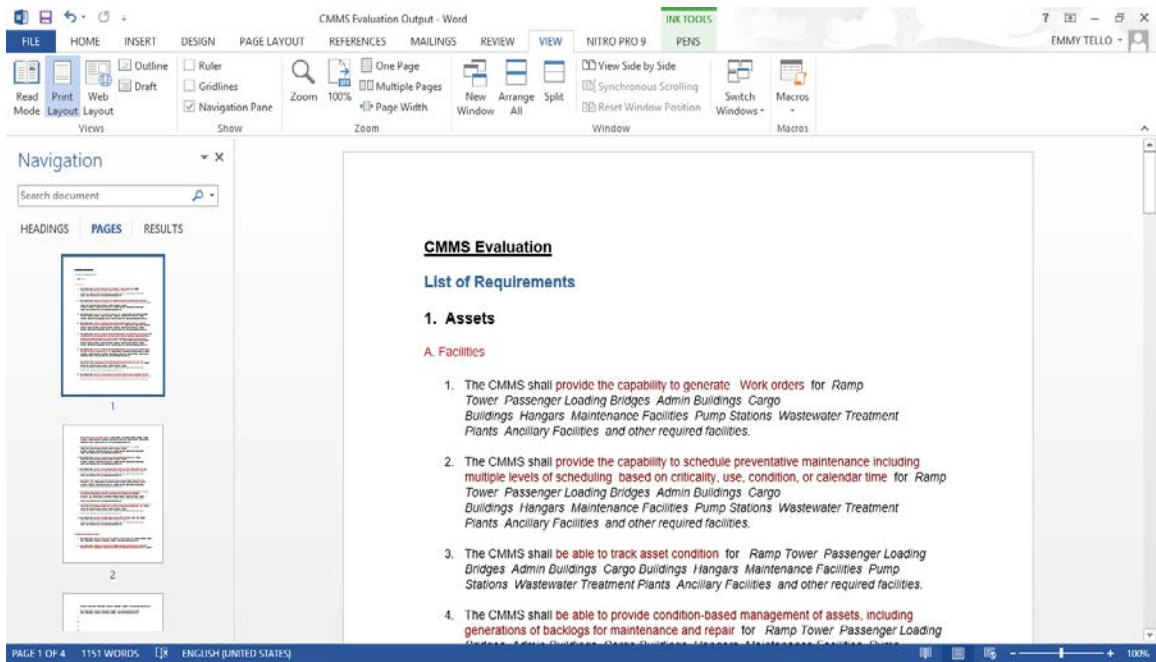 CMMS Evaluation Output - Word
INK TOOLS
FILE HOME INSERT DESIGN PAGE LAYOUT REFERENCES MAILINGS REVIEW VIEW NITRO PRO 9 PENS
EMMY TELLO
Read Mode
Print Layout
Web Layout
Outline
Draft
Views
Ruler
Gridlines
Navigation Pane
Show
Zoom
100%
One Page
Multiple Pages
Page Width
Zoom
New Window
Arrange All
Split
View Side by Side
Synchronous Scrolling
Reset Window Position
Switch Windows
Window
Macros
Macros
Navigation
Search document
HEADINGS PAGES RESULTS
1
2
CMMS Evaluation
List of Requirements
1. Assets
A. Facilities
1. The CMMS shall provide the capability to generate Work orders for Ramp
Tower Passenger Loading Bridges Admin Buildings Cargo
Buildings Hangars Maintenance Facilities Pump Stations Wastewater Treatment
Plants Ancillary Facilities and other required facilities.
2. The CMMS shall provide the capability to schedule preventative maintenance including
multiple levels of scheduling based on criticality, use, condition, or calendar time for Ramp
Tower Passenger Loading Bridges Admin Buildings Cargo
Buildings Hangars Maintenance Facilities Pump Stations Wastewater Treatment
Plants Ancillary Facilities and other required facilities.
3. The CMMS shall be able to track asset condition for Ramp Tower Passenger Loading
Bridges Admin Buildings Cargo Buildings Hangars Maintenance Facilities Pump
Stations Wastewater Treatment Plants Ancillary Facilities and other required facilities.
4. The CMMS shall be able to provide condition-based management of assets, including
generations of backlogs for maintenance and repair for Ramp Tower Passenger Loading
PAGE 1 OF 4 1151 WORDS ENGLISH (UNITED STATES) 100%